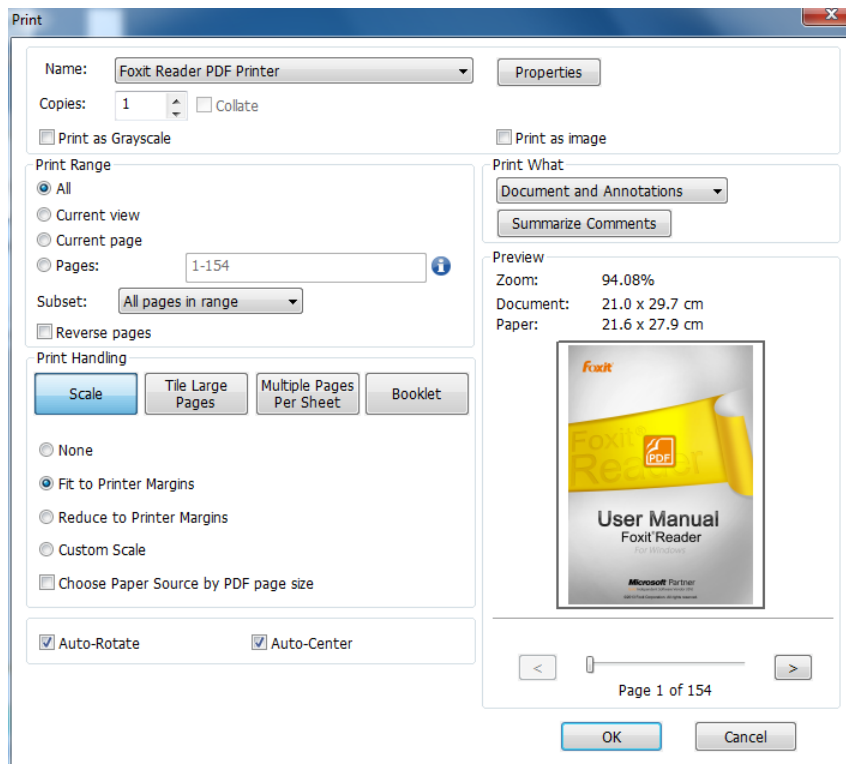 Print
Name: Foxit Reader PDF Printer Properties
Copies: 1 Collate
Print as Grayscale Print as image
Print Range
All
Current view
Current page
Pages: 1-154
Subset: All pages in range
Reverse pages
Print What
Document and Annotations
Summarize Comments
Print Handling
Scale Tile Large Pages Multiple Pages Per Sheet Booklet
None
Fit to Printer Margins
Reduce to Printer Margins
Custom Scale
Choose Paper Source by PDF page size
Auto-Rotate Auto-Center
Preview
Zoom: 94.08%
Document: 21.0 x 29.7 cm
Paper: 21.6 x 27.9 cm
Foxit
Foxit®
Reader
PDF
User Manual
Foxit®Reader
For Windows
Microsoft Partner
< >
Page 1 of 154
OK Cancel